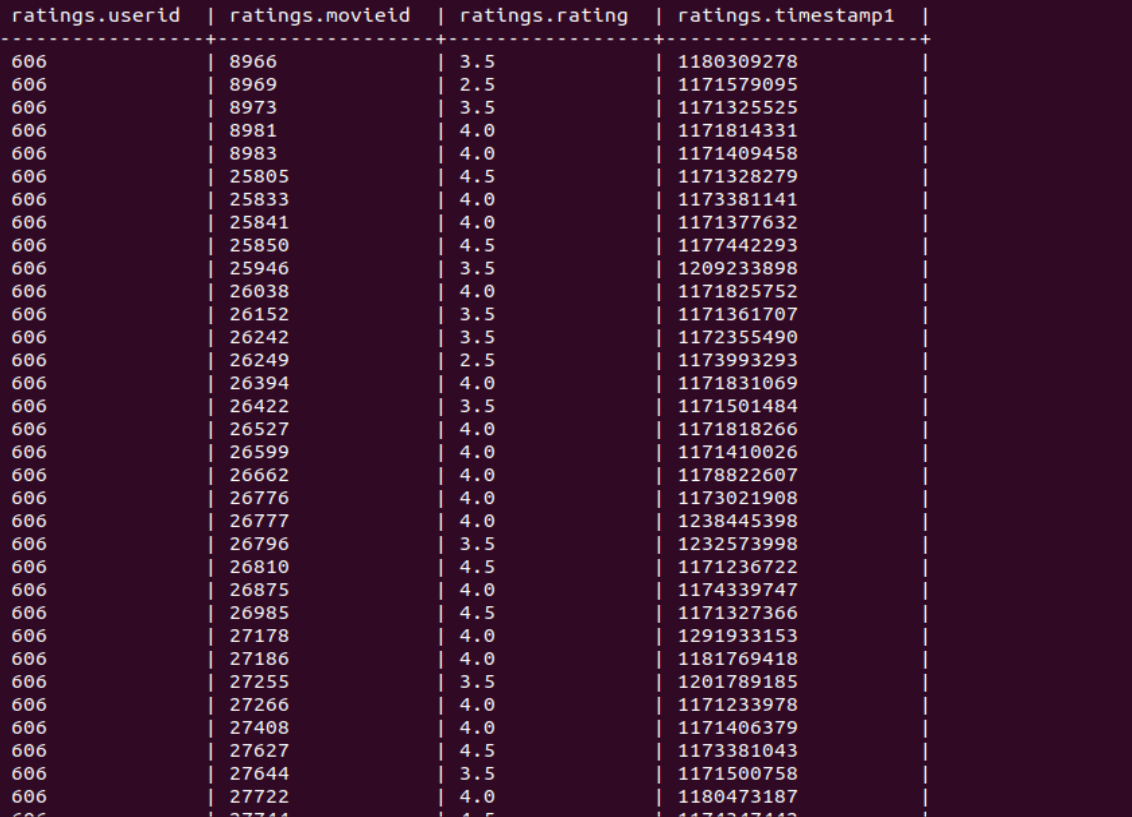 ratings.userid | ratings.movieid | ratings.rating | ratings.timestamp1 |
-----------------+------------------+-----------------+---------------------+
606 | 8966 | 3.5 | 1180309278 |
606 | 8969 | 2.5 | 1171579095 |
606 | 8973 | 3.5 | 1171325525 |
606 | 8981 | 4.0 | 1171814331 |
606 | 8983 | 4.0 | 1171409458 |
606 | 25805 | 4.5 | 1171328279 |
606 | 25833 | 4.0 | 1173381141 |
606 | 25841 | 4.0 | 1171377632 |
606 | 25850 | 4.5 | 1177442293 |
606 | 25946 | 3.5 | 1209233898 |
606 | 26038 | 4.0 | 1171825752 |
606 | 26152 | 3.5 | 1171361707 |
606 | 26242 | 3.5 | 1172355490 |
606 | 26249 | 2.5 | 1173993293 |
606 | 26394 | 4.0 | 1171831069 |
606 | 26422 | 3.5 | 1171501484 |
606 | 26527 | 4.0 | 1171818266 |
606 | 26599 | 4.0 | 1171410026 |
606 | 26662 | 4.0 | 1178822607 |
606 | 26776 | 4.0 | 1173021908 |
606 | 26777 | 4.0 | 1238445398 |
606 | 26796 | 3.5 | 1232573998 |
606 | 26810 | 4.5 | 1171236722 |
606 | 26875 | 4.0 | 1174339747 |
606 | 26985 | 4.5 | 1171327366 |
606 | 27178 | 4.0 | 1291933153 |
606 | 27186 | 4.0 | 1181769418 |
606 | 27255 | 3.5 | 1201789185 |
606 | 27266 | 4.0 | 1171233978 |
606 | 27408 | 4.0 | 1171406379 |
606 | 27627 | 4.5 | 1173381043 |
606 | 27644 | 3.5 | 1171500758 |
606 | 27722 | 4.0 | 1180473187 |